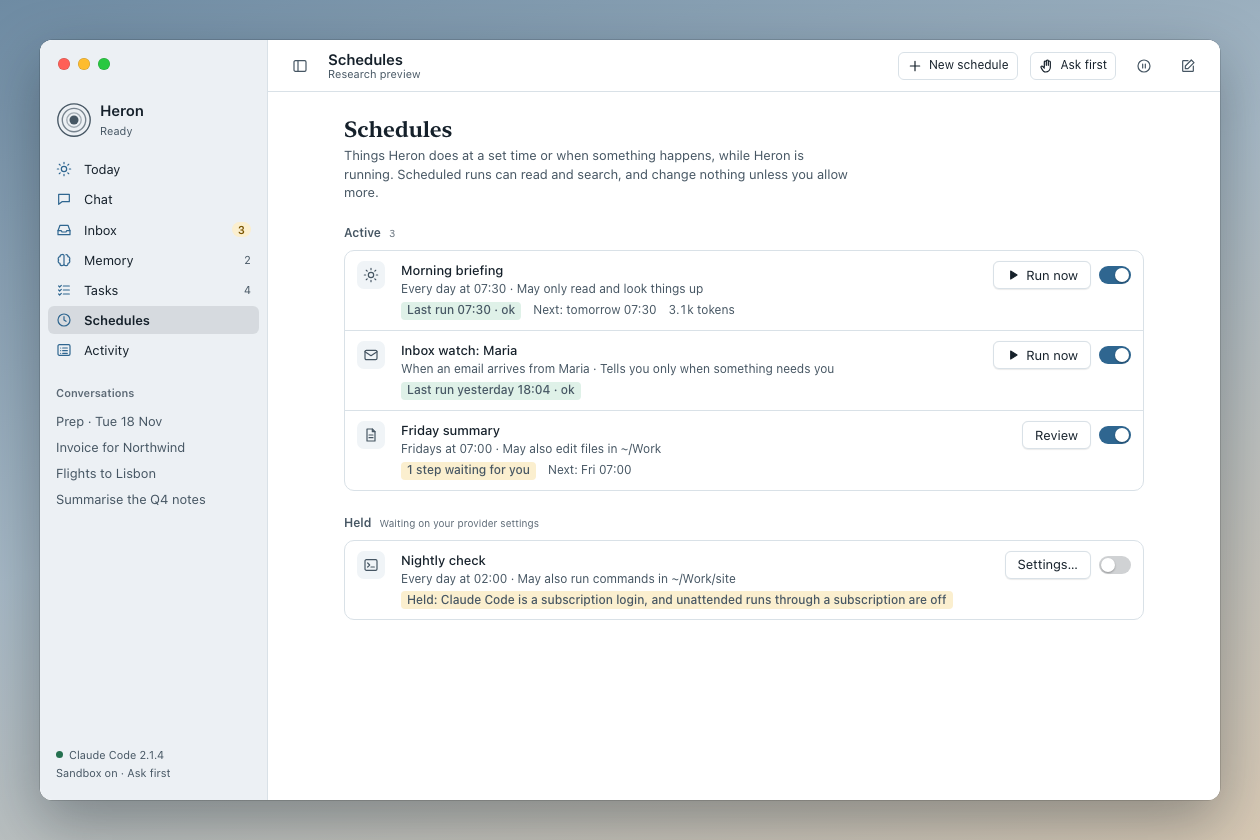 Heron
Ready
Today
Chat
Inbox 3
Memory 2
Tasks 4
Schedules
Activity
Conversations
Prep · Tue 18 Nov
Invoice for Northwind
Flights to Lisbon
Summarise the Q4 notes
Claude Code 2.1.4
Sandbox on · Ask first
Schedules
Research preview
New schedule
Ask first
Schedules
Things Heron does at a set time or when something happens, while Heron is
running. Scheduled runs can read and search, and change nothing unless you allow
more.
Active 3
Morning briefing
Every day at 07:30 · May only read and look things up
Last run 07:30 · ok Next: tomorrow 07:30 3.1k tokens
Run now
Inbox watch: Maria
When an email arrives from Maria · Tells you only when something needs you
Last run yesterday 18:04 · ok
Run now
Friday summary
Fridays at 07:00 · May also edit files in ~/Work
1 step waiting for you Next: Fri 07:00
Review
Held Waiting on your provider settings
Nightly check
Every day at 02:00 · May also run commands in ~/Work/site
Held: Claude Code is a subscription login, and unattended runs through a subscription are off
Settings...